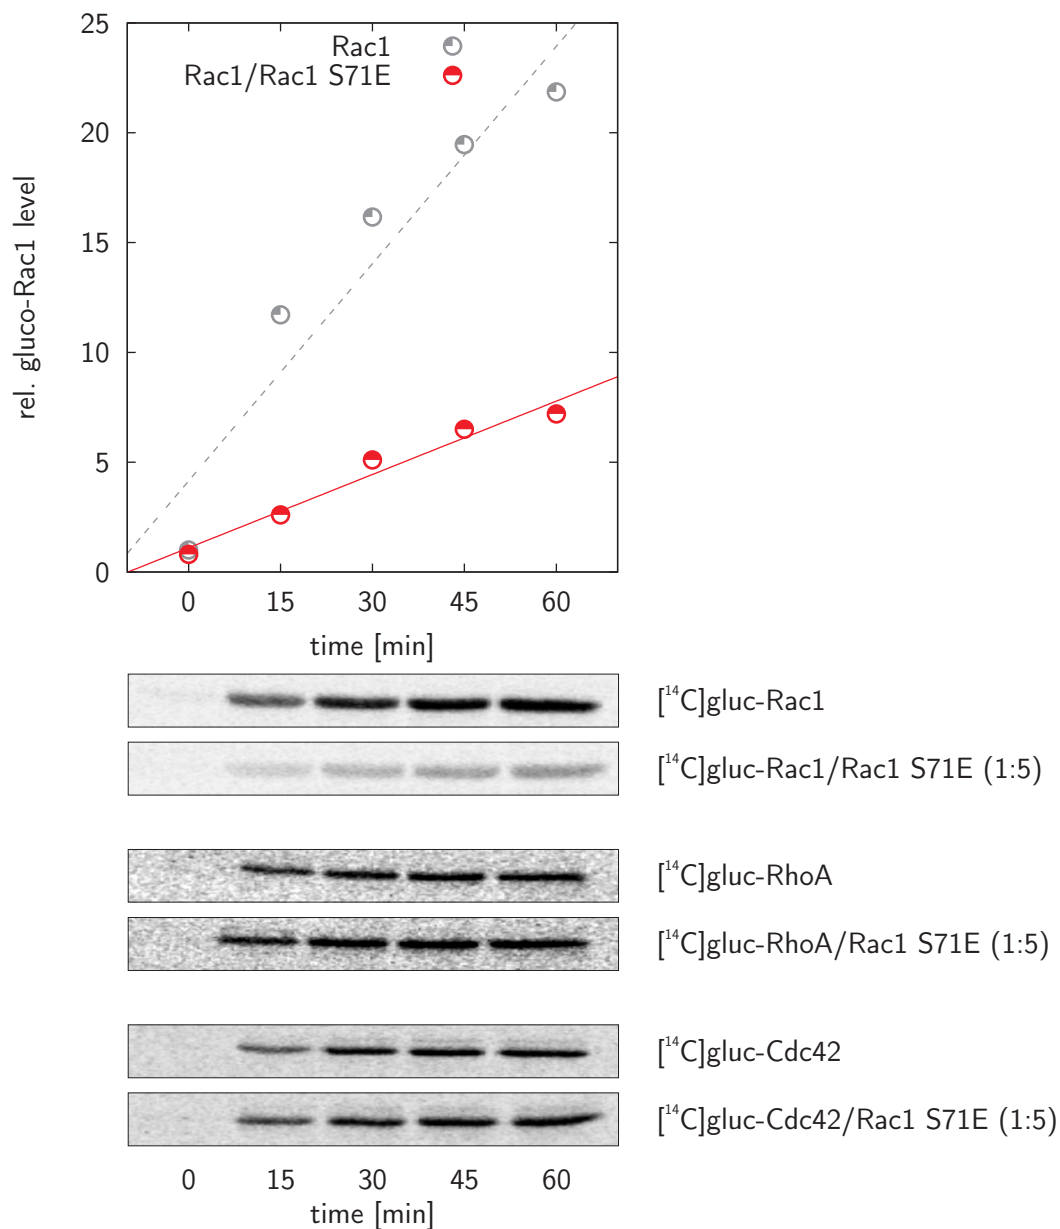 25
20
15
10
5
0
rel. gluco-Rac1 level
Rac1
Rac1/Rac1 S71E
0 15 30 45 60
time [min]
[¹⁴C]gluc-Rac1
[¹⁴C]gluc-Rac1/Rac1 S71E (1:5)
[¹⁴C]gluc-RhoA
[¹⁴C]gluc-RhoA/Rac1 S71E (1:5)
[¹⁴C]gluc-Cdc42
[¹⁴C]gluc-Cdc42/Rac1 S71E (1:5)
0 15 30 45 60
time [min]